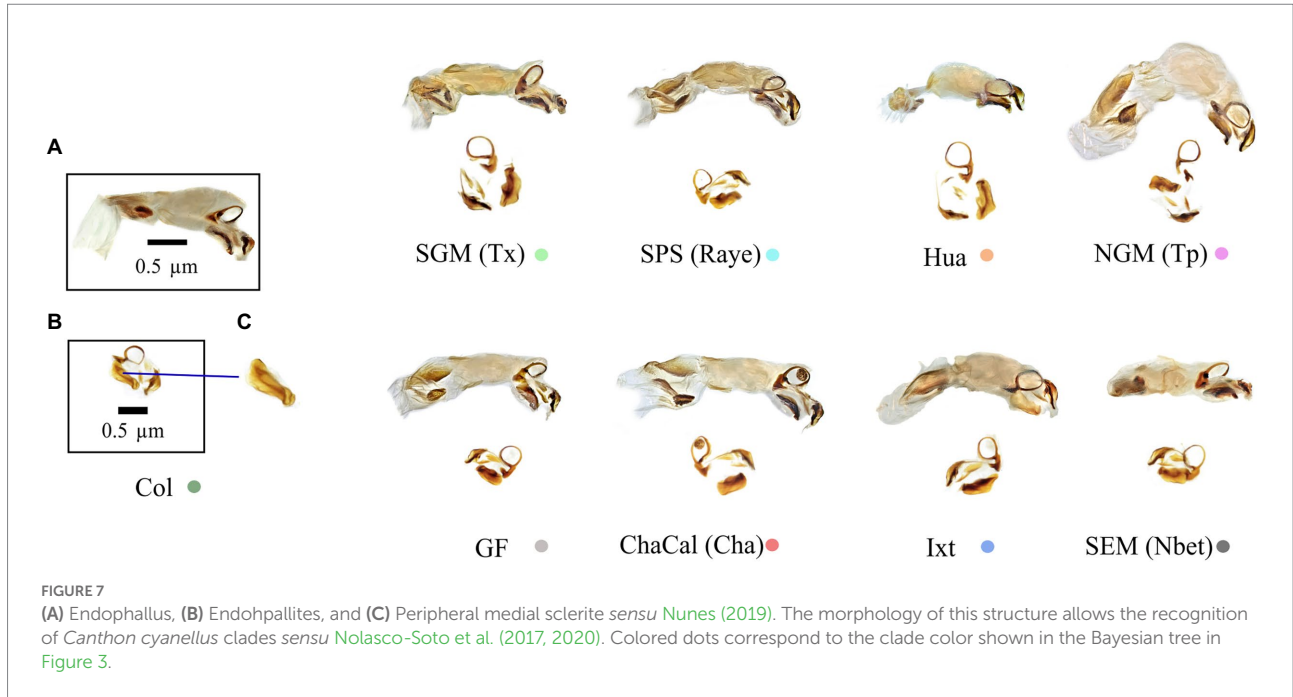 A
0.5 µm
B
C
0.5 µm
Col
SGM (Tx)
SPS (Raye)
Hua
NGM (Tp)
GF
ChaCal (Cha)
Ixt
SEM (Nbet)
FIGURE 7
(A) Endophallus, (B) Endohpallites, and (C) Peripheral medial sclerite sensu Nunes (2019). The morphology of this structure allows the recognition
of Canthon cyanellus clades sensu Nolasco-Soto et al. (2017, 2020). Colored dots correspond to the clade color shown in the Bayesian tree in
Figure 3.